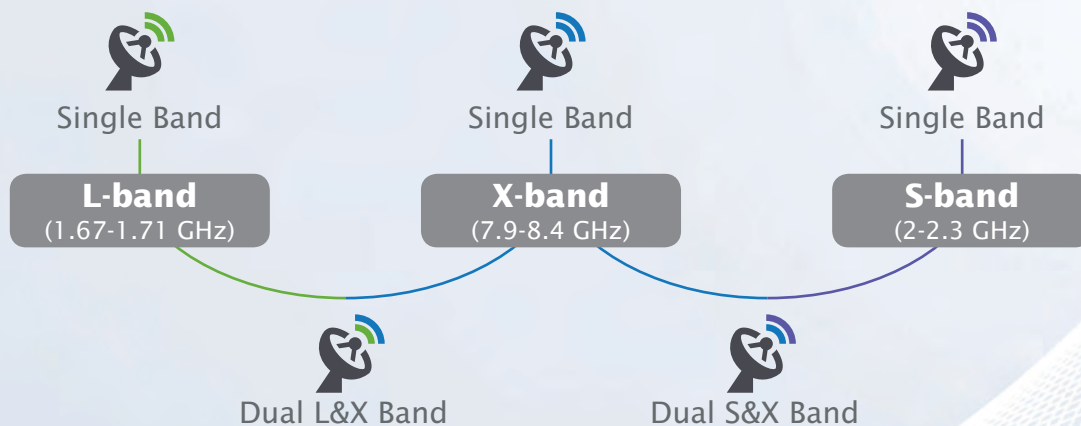 Single Band
Single Band
Single Band
L-band
(1.67-1.71 GHz)
X-band
(7.9-8.4 GHz)
S-band
(2-2.3 GHz)
Dual L&X Band
Dual S&X Band